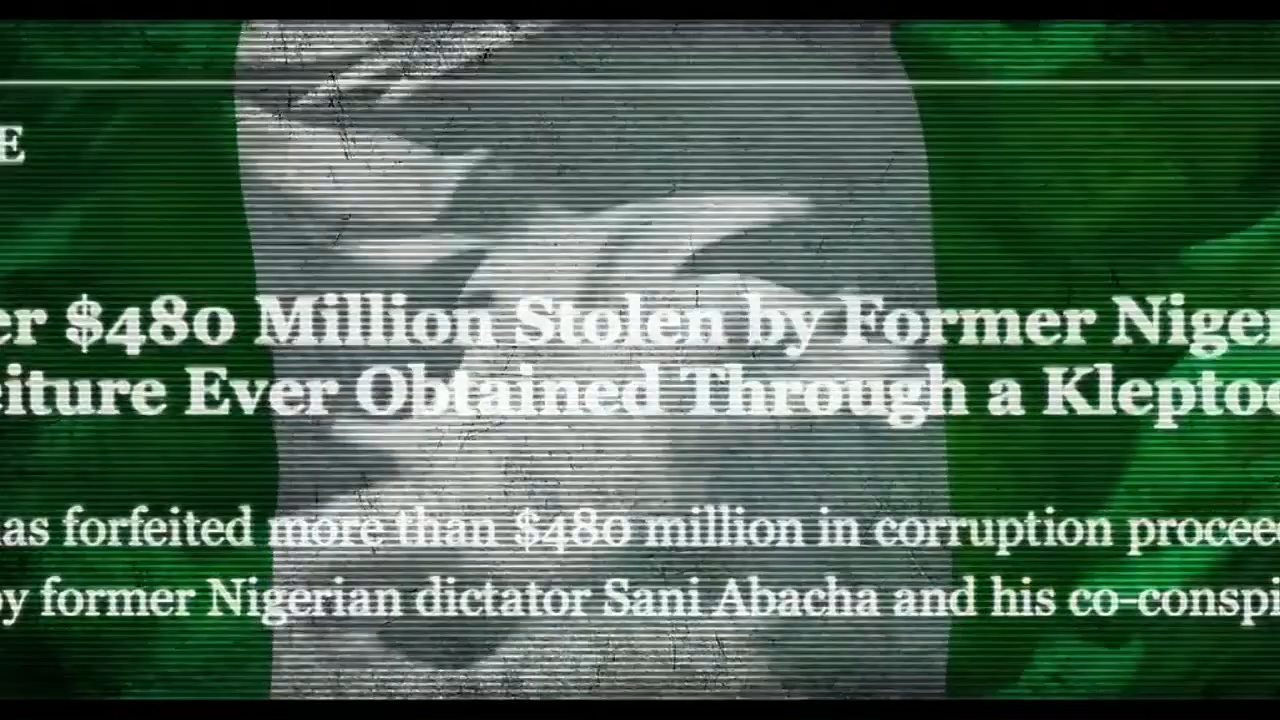 E
er $480 Million Stolen by Former Niger
eiture Ever Obtained Through a Kleptoc
as forfeited more than $480 million in corruption procee
by former Nigerian dictator Sani Abacha and his co-conspi